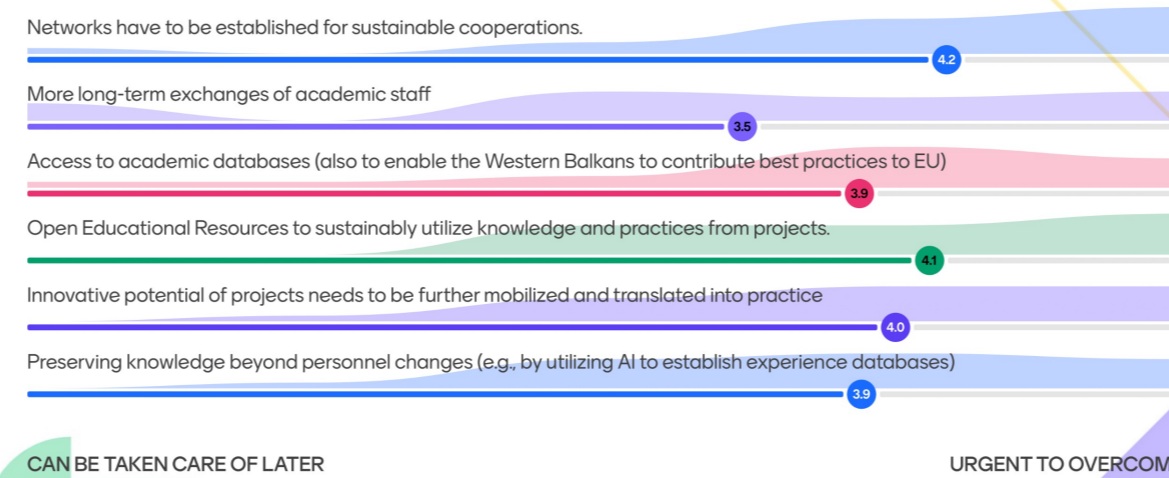 Networks have to be established for sustainable cooperations.
4.2
More long-term exchanges of academic staff
3.5
Access to academic databases (also to enable the Western Balkans to contribute best practices to EU)
3.9
Open Educational Resources to sustainably utilize knowledge and practices from projects.
4.1
Innovative potential of projects needs to be further mobilized and translated into practice
4.0
Preserving knowledge beyond personnel changes (e.g., by utilizing AI to establish experience databases)
3.9
CAN BE TAKEN CARE OF LATER
URGENT TO OVERCOM